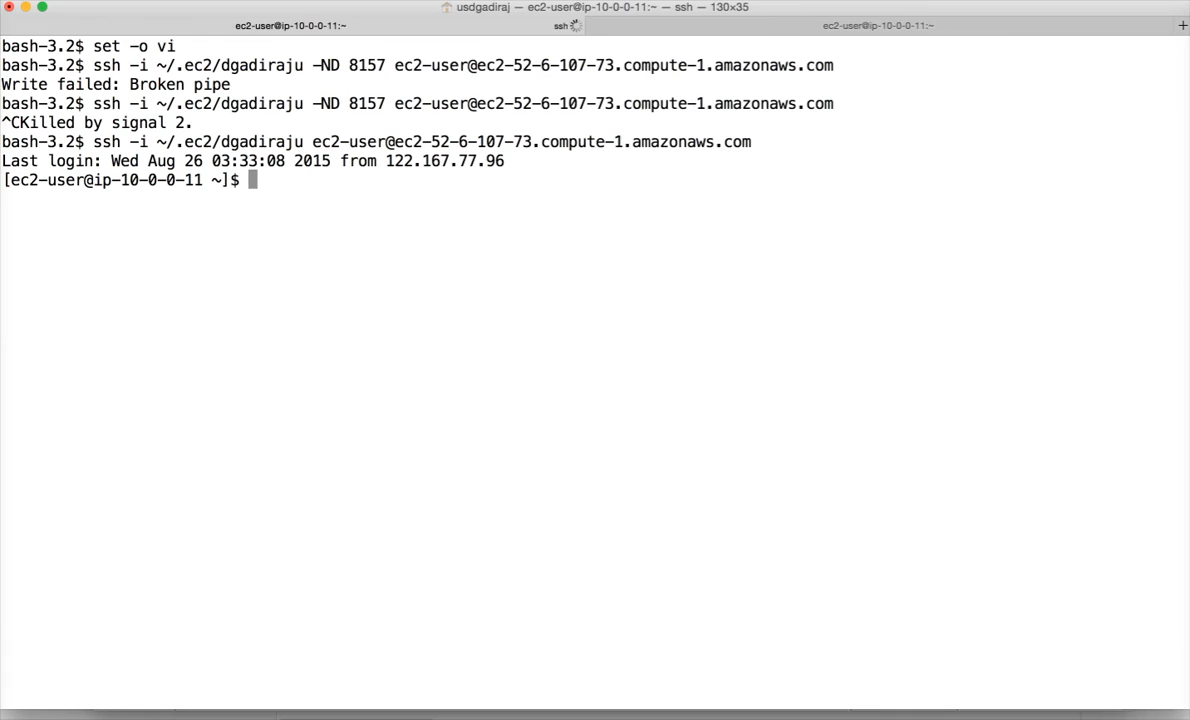 usdgadiraj — ec2-user@ip-10-0-0-11:~ — ssh — 130×35
ec2-user@ip-10-0-0-11:~ ssh ec2-user@ip-10-0-0-11:~ +
bash-3.2$ set -o vi
bash-3.2$ ssh -i ~/.ec2/dgadiraju -ND 8157 ec2-user@ec2-52-6-107-73.compute-1.amazonaws.com
Write failed: Broken pipe
bash-3.2$ ssh -i ~/.ec2/dgadiraju -ND 8157 ec2-user@ec2-52-6-107-73.compute-1.amazonaws.com
^CKilled by signal 2.
bash-3.2$ ssh -i ~/.ec2/dgadiraju ec2-user@ec2-52-6-107-73.compute-1.amazonaws.com
Last login: Wed Aug 26 03:33:08 2015 from 122.167.77.96
[ec2-user@ip-10-0-0-11 ~]$